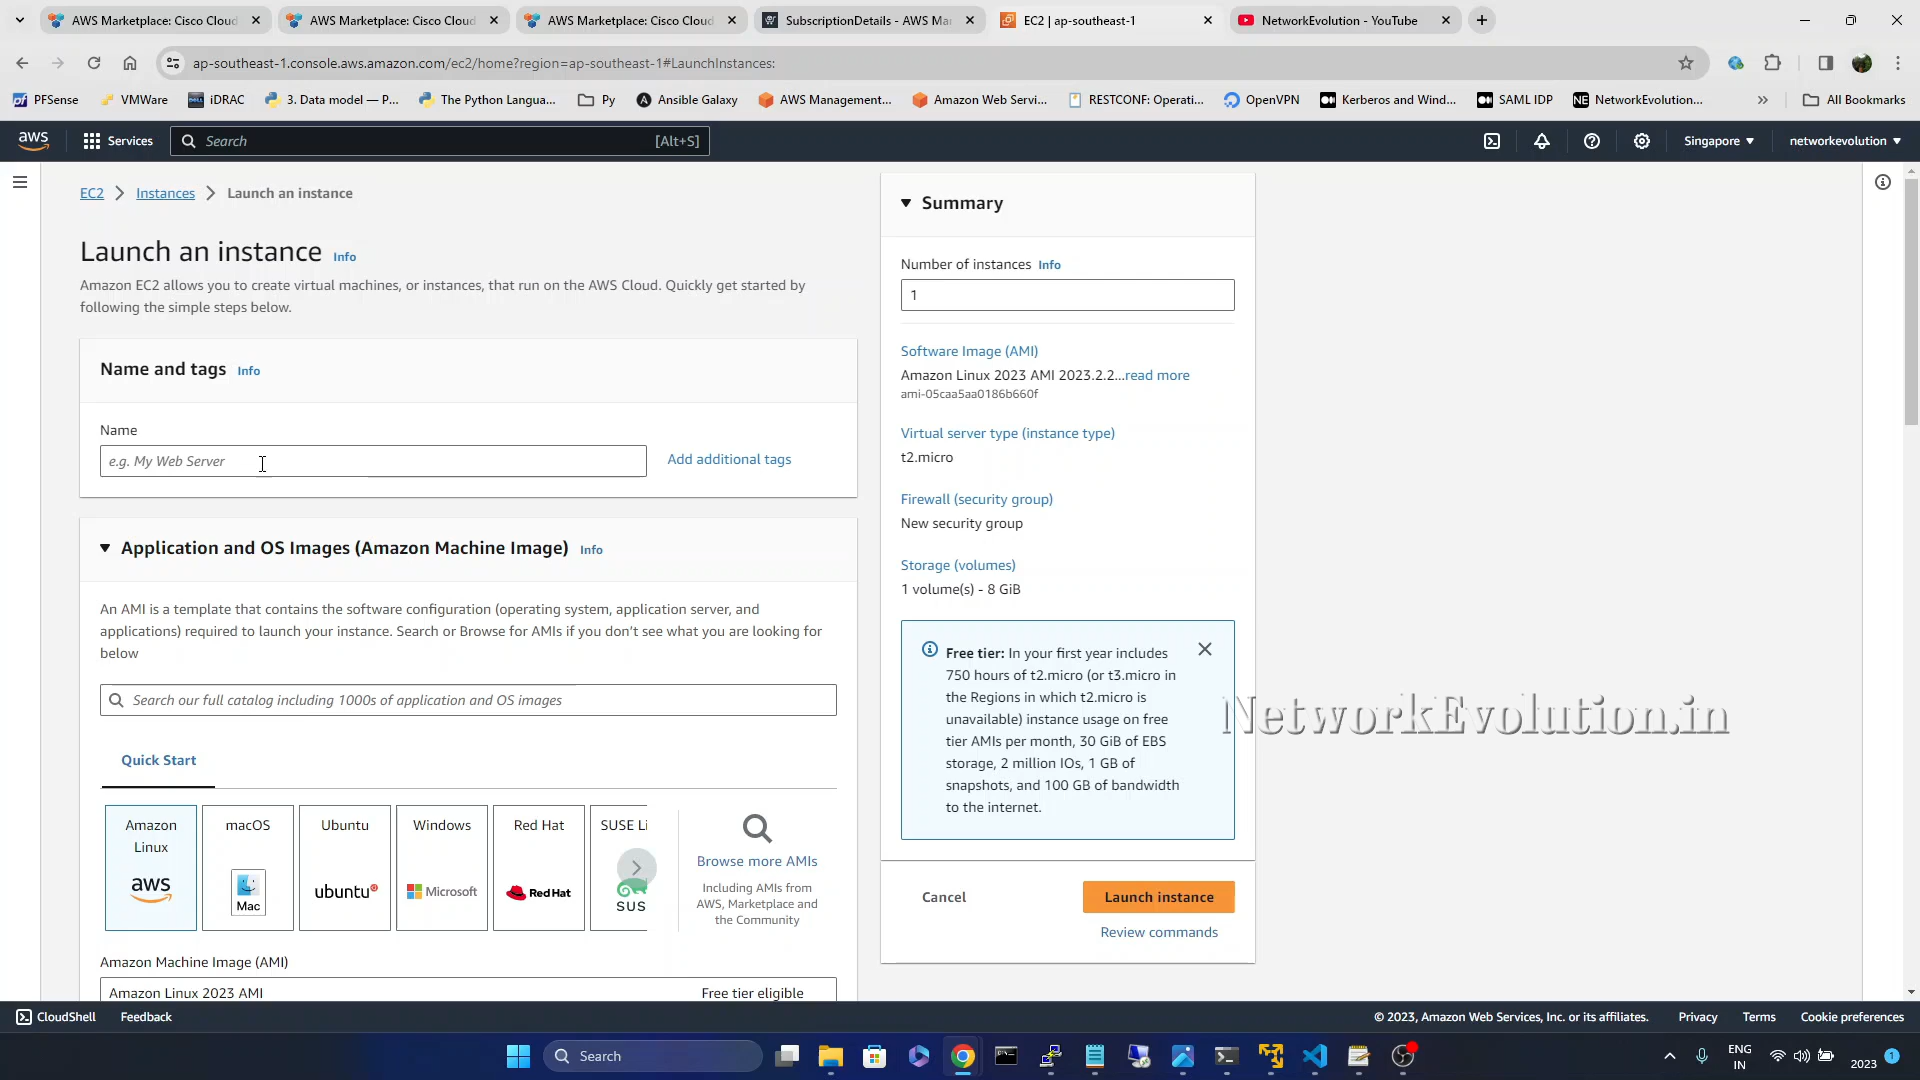 AWS Marketplace: Cisco Cloud
AWS Marketplace: Cisco Cloud
AWS Marketplace: Cisco Cloud
SubscriptionDetails - AWS Ma
EC2 | ap-southeast-1
NetworkEvolution - YouTube
ap-southeast-1.console.aws.amazon.com/ec2/home?region=ap-southeast-1#LaunchInstances:
PFSense
VMWare
iDRAC
3. Data model — P...
The Python Langua...
Py
Ansible Galaxy
AWS Management...
Amazon Web Servi...
RESTCONF: Operati...
OpenVPN
Kerberos and Wind...
SAML IDP
NE
NetworkEvolution...
All Bookmarks
aws
Services
Search
[Alt+S]
Singapore
networkevolution
EC2
Instances
Launch an instance
Launch an instance Info
Amazon EC2 allows you to create virtual machines, or instances, that run on the AWS Cloud. Quickly get started by
following the simple steps below.
Name and tags Info
Name
e.g. My Web Server
Add additional tags
Application and OS Images (Amazon Machine Image) Info
An AMI is a template that contains the software configuration (operating system, application server, and
applications) required to launch your instance. Search or Browse for AMIs if you don't see what you are looking for
below
Search our full catalog including 1000s of application and OS images
Quick Start
Amazon
Linux
aws
macOS
Mac
Ubuntu
ubuntu
Windows
Microsoft
Red Hat
Red Hat
SUSE Li
SUS
Browse more AMIs
Including AMIs from
AWS, Marketplace and
the Community
Amazon Machine Image (AMI)
Amazon Linux 2023 AMI
Free tier eligible
Summary
Number of instances Info
1
Software Image (AMI)
Amazon Linux 2023 AMI 2023.2.2...read more
ami-05caa5aa0186b660f
Virtual server type (instance type)
t2.micro
Firewall (security group)
New security group
Storage (volumes)
1 volume(s) - 8 GiB
Free tier: In your first year includes
750 hours of t2.micro (or t3.micro in
the Regions in which t2.micro is
unavailable) instance usage on free
tier AMIs per month, 30 GiB of EBS
storage, 2 million IOs, 1 GB of
snapshots, and 100 GB of bandwidth
to the internet.
Cancel
Launch instance
Review commands
NetworkEvolution.in
CloudShell
Feedback
© 2023, Amazon Web Services, Inc. or its affiliates.
Privacy
Terms
Cookie preferences
Search
ENG
IN
2023
1